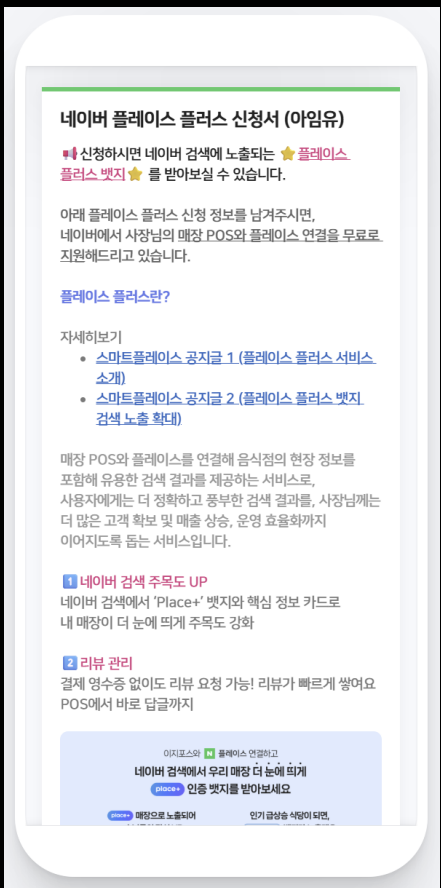 네이버 플레이스 플러스 신청서 (아임유)
📢 신청하시면 네이버 검색에 노출되는 ⭐ 플레이스
플러스 뱃지⭐ 를 받아보실 수 있습니다.
아래 플레이스 플러스 신청 정보를 남겨주시면,
네이버에서 사장님의 매장 POS와 플레이스 연결을 무료로
지원해드리고 있습니다.
플레이스 플러스란?
자세히보기
• 스마트플레이스 공지글 1 (플레이스 플러스 서비스
소개)
• 스마트플레이스 공지글 2 (플레이스 플러스 뱃지
검색 노출 확대)
매장 POS와 플레이스를 연결해 음식점의 현장 정보를
포함해 유용한 검색 결과를 제공하는 서비스로,
사용자에게는 더 정확하고 풍부한 검색 결과를, 사장님께는
더 많은 고객 확보 및 매출 상승, 운영 효율화까지
이어지도록 돕는 서비스입니다.
1️⃣ 네이버 검색 주목도 UP
네이버 검색에서 ‘Place+’ 뱃지와 핵심 정보 카드로
내 매장이 더 눈에 띄게 주목도 강화
2️⃣ 리뷰 관리
결제 영수증 없이도 리뷰 요청 가능! 리뷰가 빠르게 쌓여요
POS에서 바로 답글까지
이지포스와 N 플레이스 연결하고
네이버 검색에서 우리 매장 더 눈에 띄게
place+ 인증 뱃지를 받아보세요
place+ 매장으로 노출되어 인기 급상승 식당이 되면,